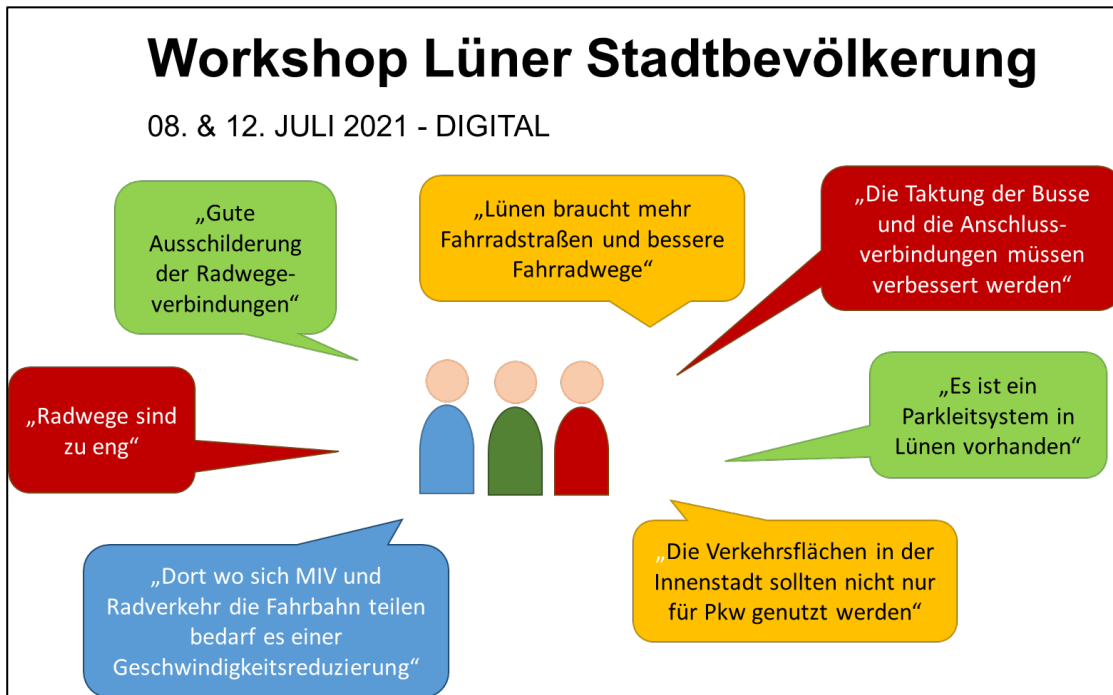 Workshop Lüner Stadtbevölkerung
08. & 12. JULI 2021 - DIGITAL
„Gute
Ausschilderung
der Radwege-
verbindungen“
„Lünen braucht mehr
Fahrradstraßen und bessere
Fahrradwege“
„Die Taktung der Busse
und die Anschluss-
verbindungen müssen
verbessert werden“
„Radwege sind
zu eng“
„Es ist ein
Parkleitsystem in
Lünen vorhanden“
„Dort wo sich MIV und
Radverkehr die Fahrbahn teilen
bedarf es einer
Geschwindigkeitsreduzierung“
„Die Verkehrsflächen in der
Innenstadt sollten nicht nur
für Pkw genutzt werden“